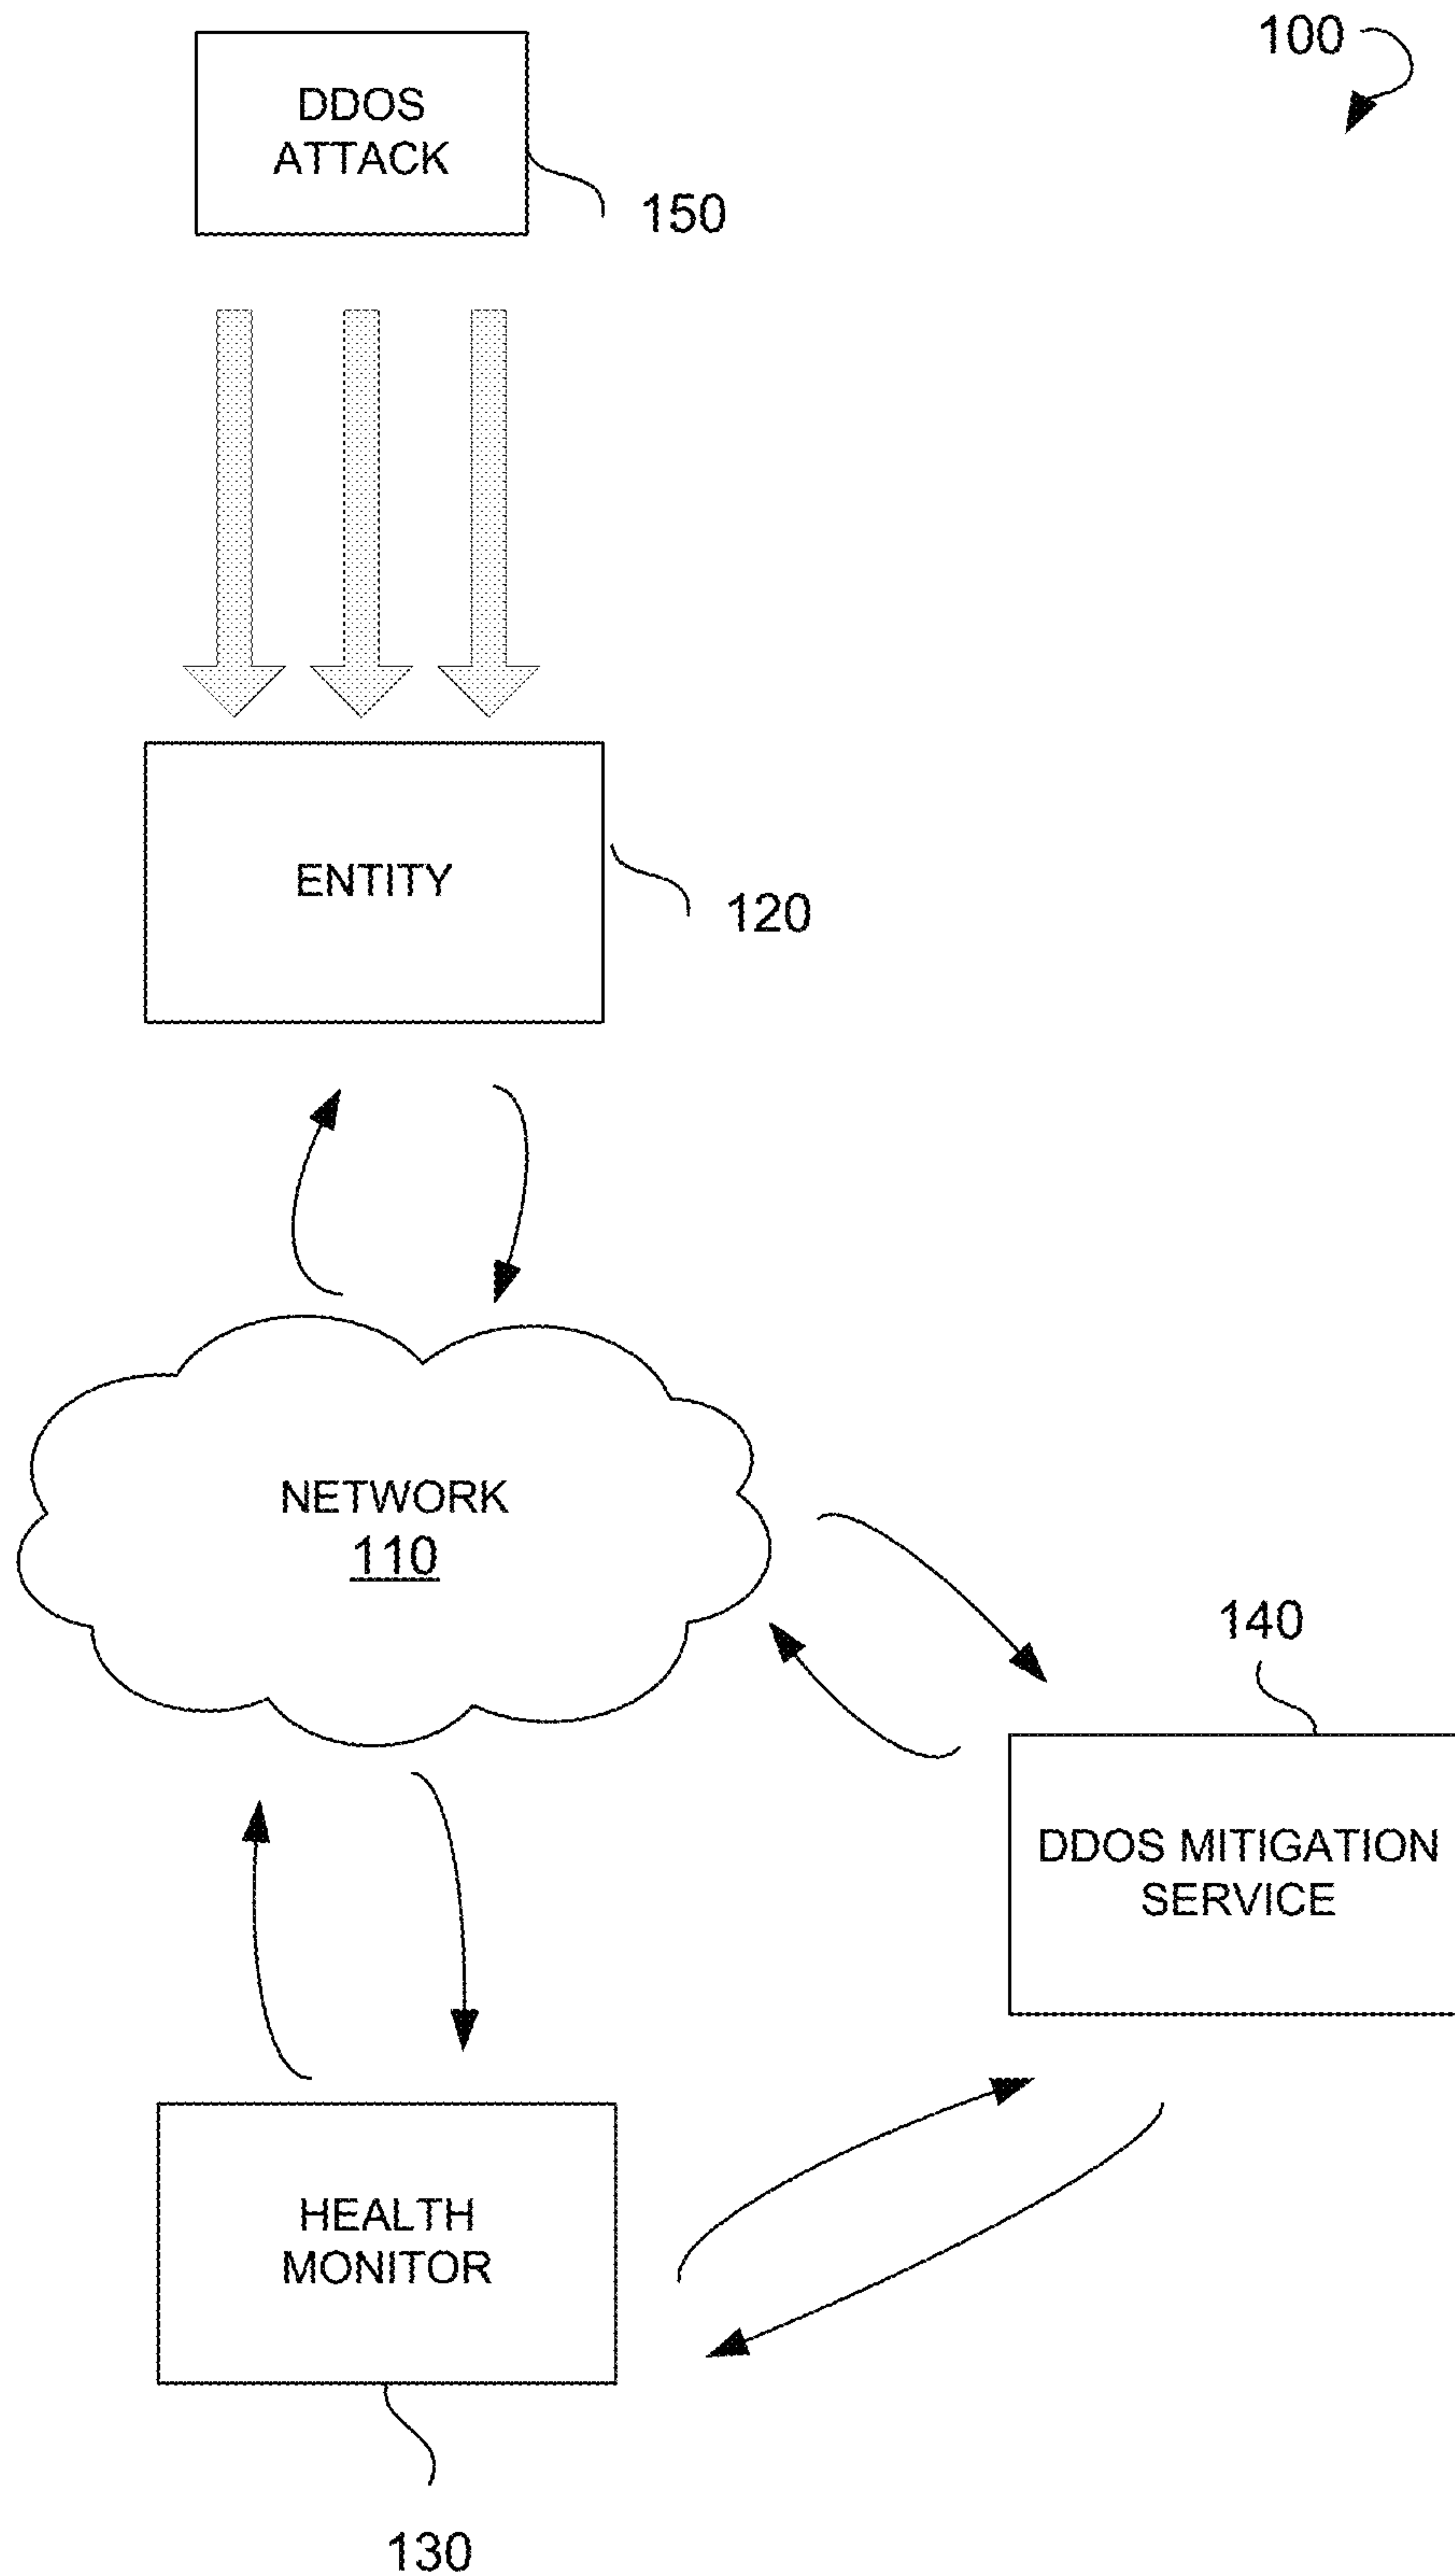 100
DDOS
ATTACK
150
ENTITY
120
NETWORK
110
140
DDOS MITIGATION
SERVICE
HEALTH
MONITOR
130